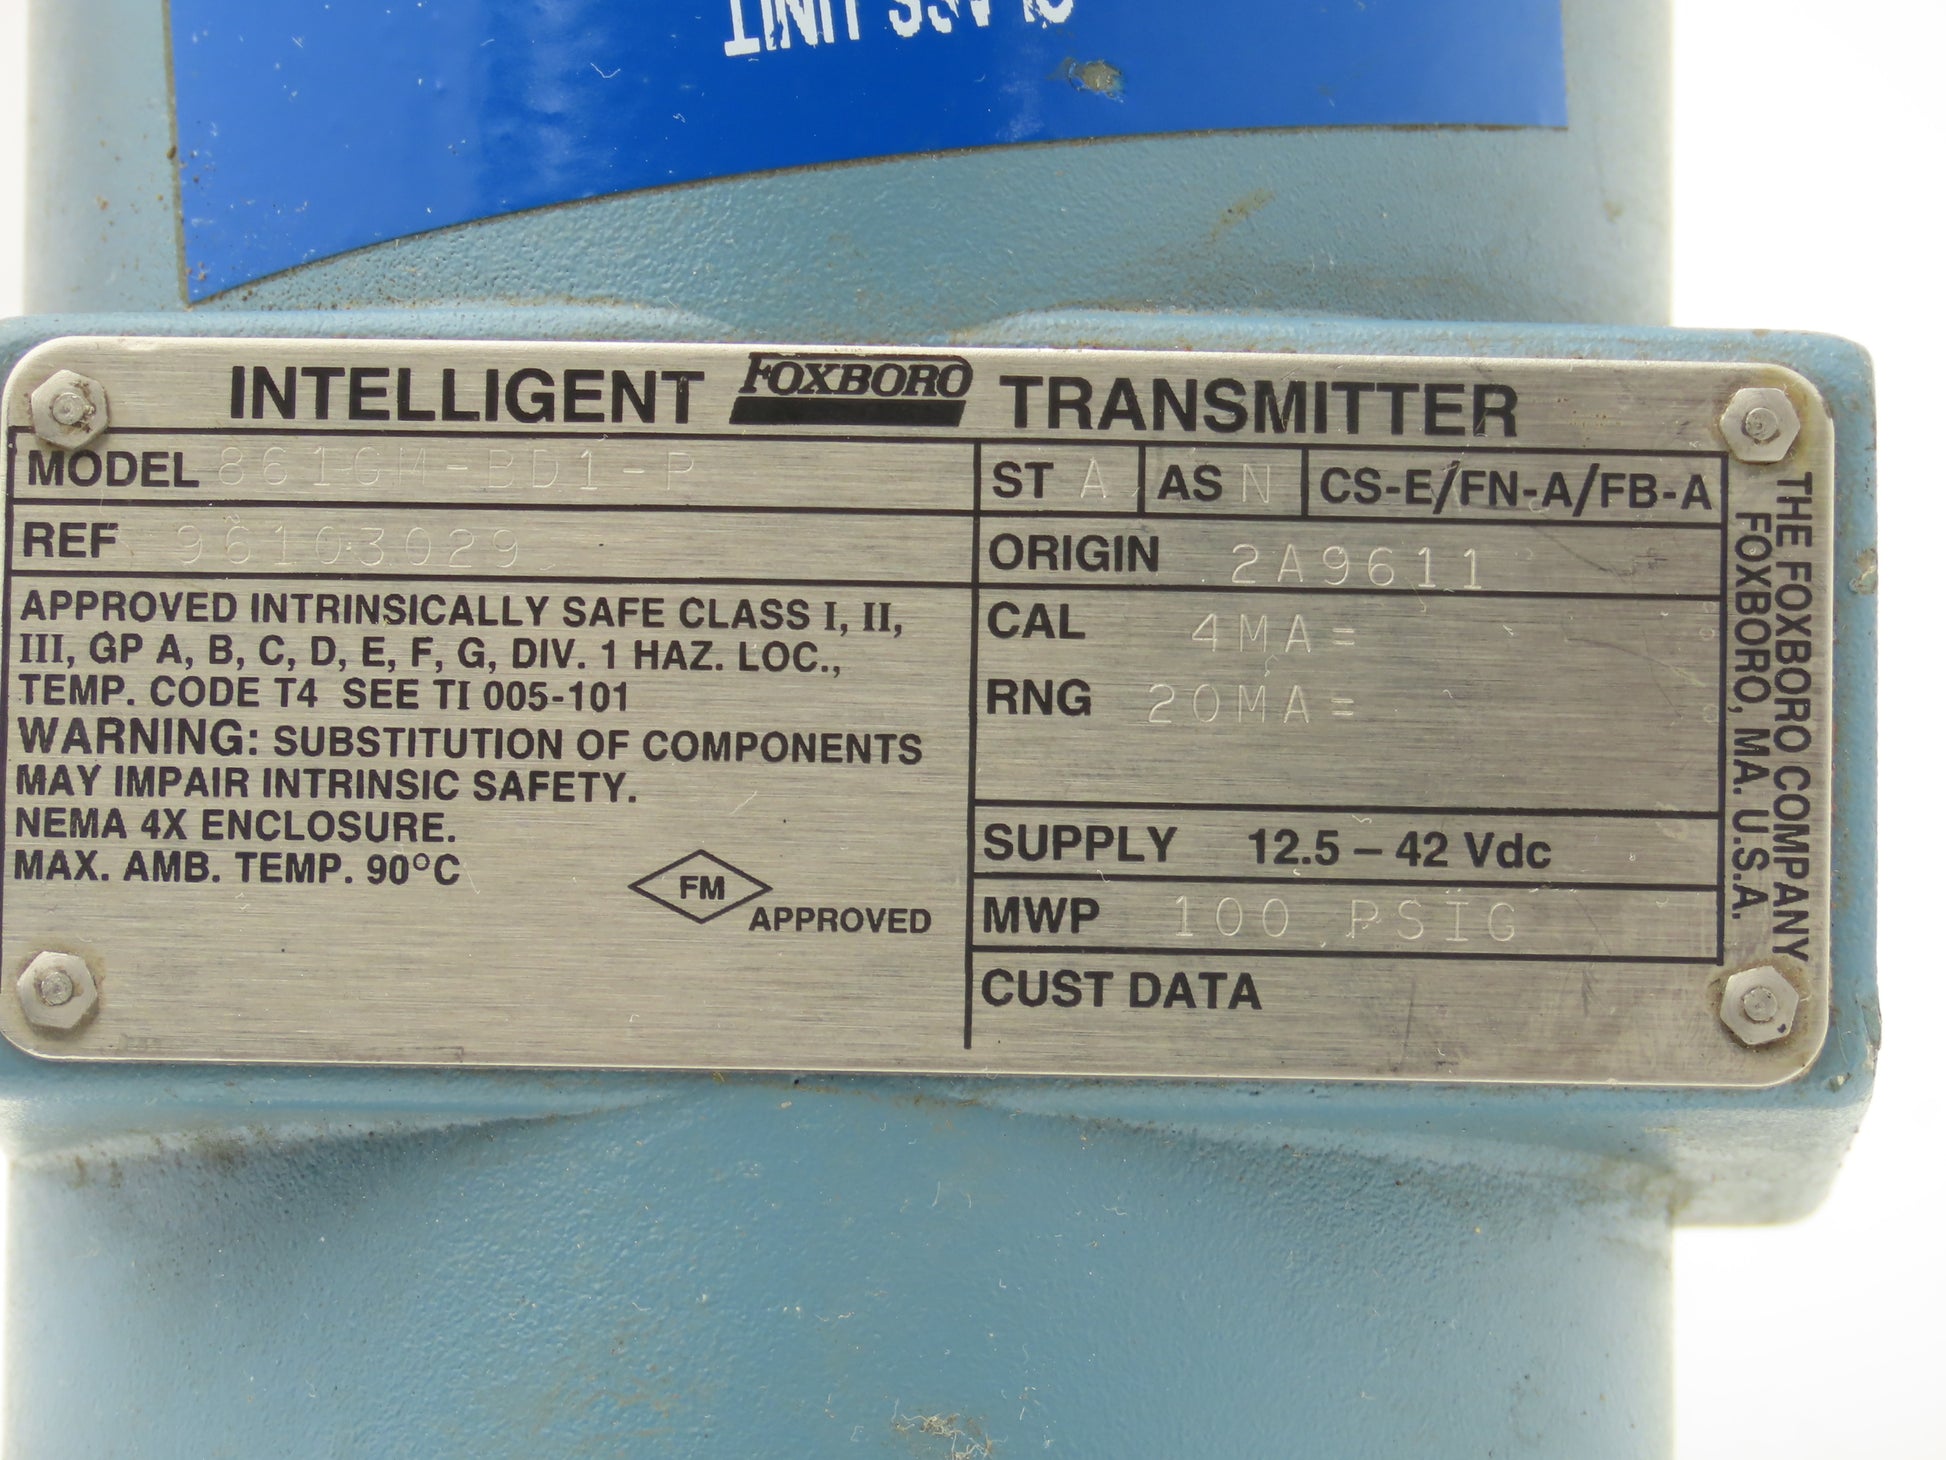 CLASS UNIT
INTELLIGENT FOXBORO TRANSMITTER
MODEL 861GM-BD1-P
REF 96103029
APPROVED INTRINSICALLY SAFE CLASS I, II,
III, GP A, B, C, D, E, F, G, DIV. 1 HAZ. LOC.,
TEMP. CODE T4 SEE TI 005-101
WARNING: SUBSTITUTION OF COMPONENTS
MAY IMPAIR INTRINSIC SAFETY.
NEMA 4X ENCLOSURE.
MAX. AMB. TEMP. 90°C
FM
APPROVED
ST A AS N CS-E/FN-A/FB-A
ORIGIN 2A9611
CAL 4MA=
RNG 20MA=
SUPPLY 12.5 – 42 Vdc
MWP 100 PSIG
CUST DATA
THE FOXBORO COMPANY
FOXBORO, MA. U.S.A.